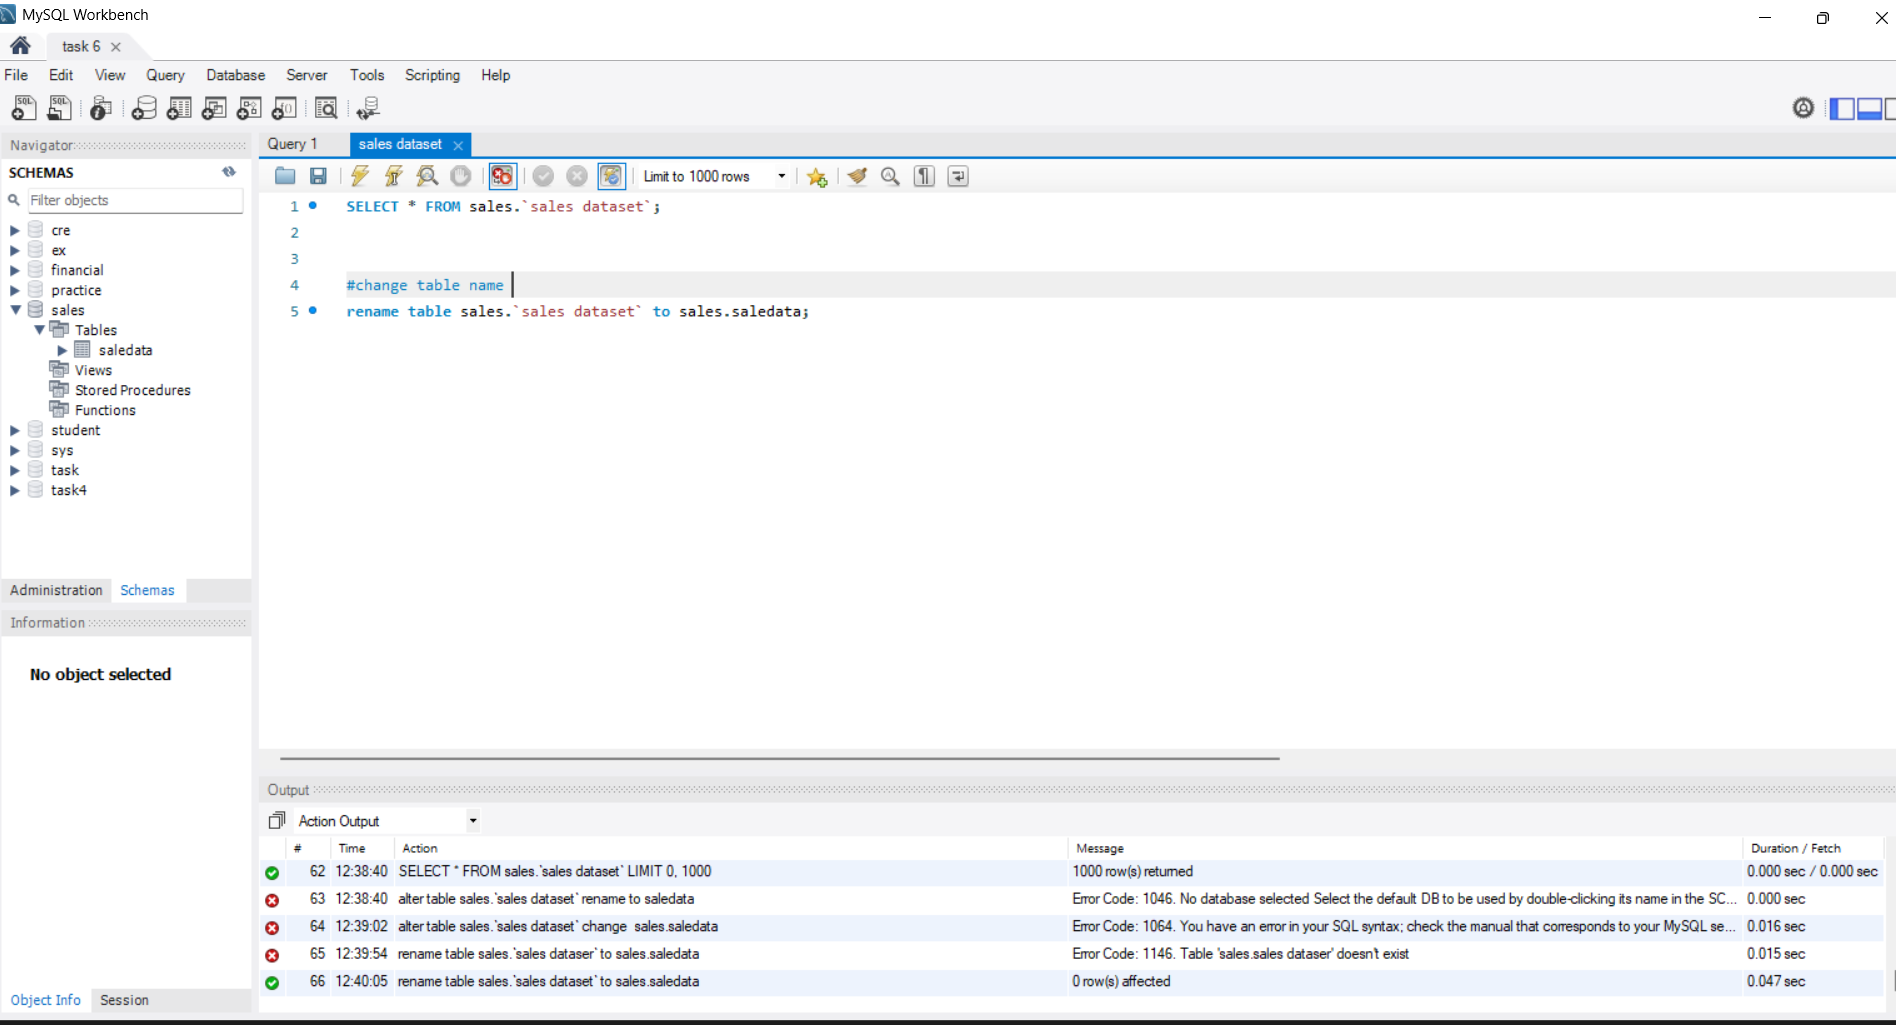 MySQL Workbench
task 6
File Edit View Query Database Server Tools Scripting Help
Navigator
SCHEMAS
Filter objects
cre
ex
financial
practice
sales
Tables
saledata
Views
Stored Procedures
Functions
student
sys
task
task4
Administration Schemas
Information
No object selected
Object Info Session
Query 1 sales dataset
Limit to 1000 rows
1 SELECT * FROM sales.`sales dataset`;
2
3
4 #change table name
5 rename table sales.`sales dataset` to sales.saledata;
Output
Action Output
# Time Action Message Duration / Fetch
62 12:38:40 SELECT * FROM sales.`sales dataset` LIMIT 0, 1000 1000 row(s) returned 0.000 sec / 0.000 sec
63 12:38:40 alter table sales.`sales dataset` rename to saledata Error Code: 1046. No database selected Select the default DB to be used by double-clicking its name in the SC... 0.000 sec
64 12:39:02 alter table sales.`sales dataset` change sales.saledata Error Code: 1064. You have an error in your SQL syntax; check the manual that corresponds to your MySQL se... 0.016 sec
65 12:39:54 rename table sales.`sales dataser` to sales.saledata Error Code: 1146. Table 'sales.sales dataser' doesn't exist 0.015 sec
66 12:40:05 rename table sales.`sales dataset` to sales.saledata 0 row(s) affected 0.047 sec